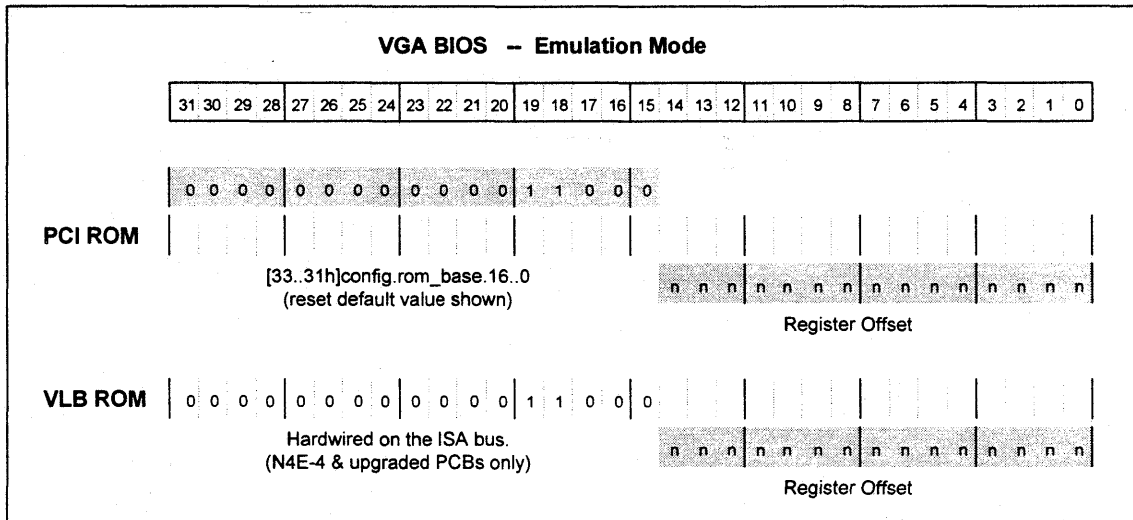 VGA BIOS -- Emulation Mode
31 30 29 28 27 26 25 24 23 22 21 20 19 18 17 16 15 14 13 12 11 10 9 8 7 6 5 4 3 2 1 0
0 0 0 0 0 0 0 0 0 0 0 0 1 1 0 0 0
PCI ROM
[33..31h]config.rom_base.16..0
(reset default value shown)
n n n n n n n n n n n n n n n
Register Offset
VLB ROM
0 0 0 0 0 0 0 0 0 0 0 0 1 1 0 0 0
Hardwired on the ISA bus.
(N4E-4 & upgraded PCBs only)
n n n n n n n n n n n n n n n
Register Offset